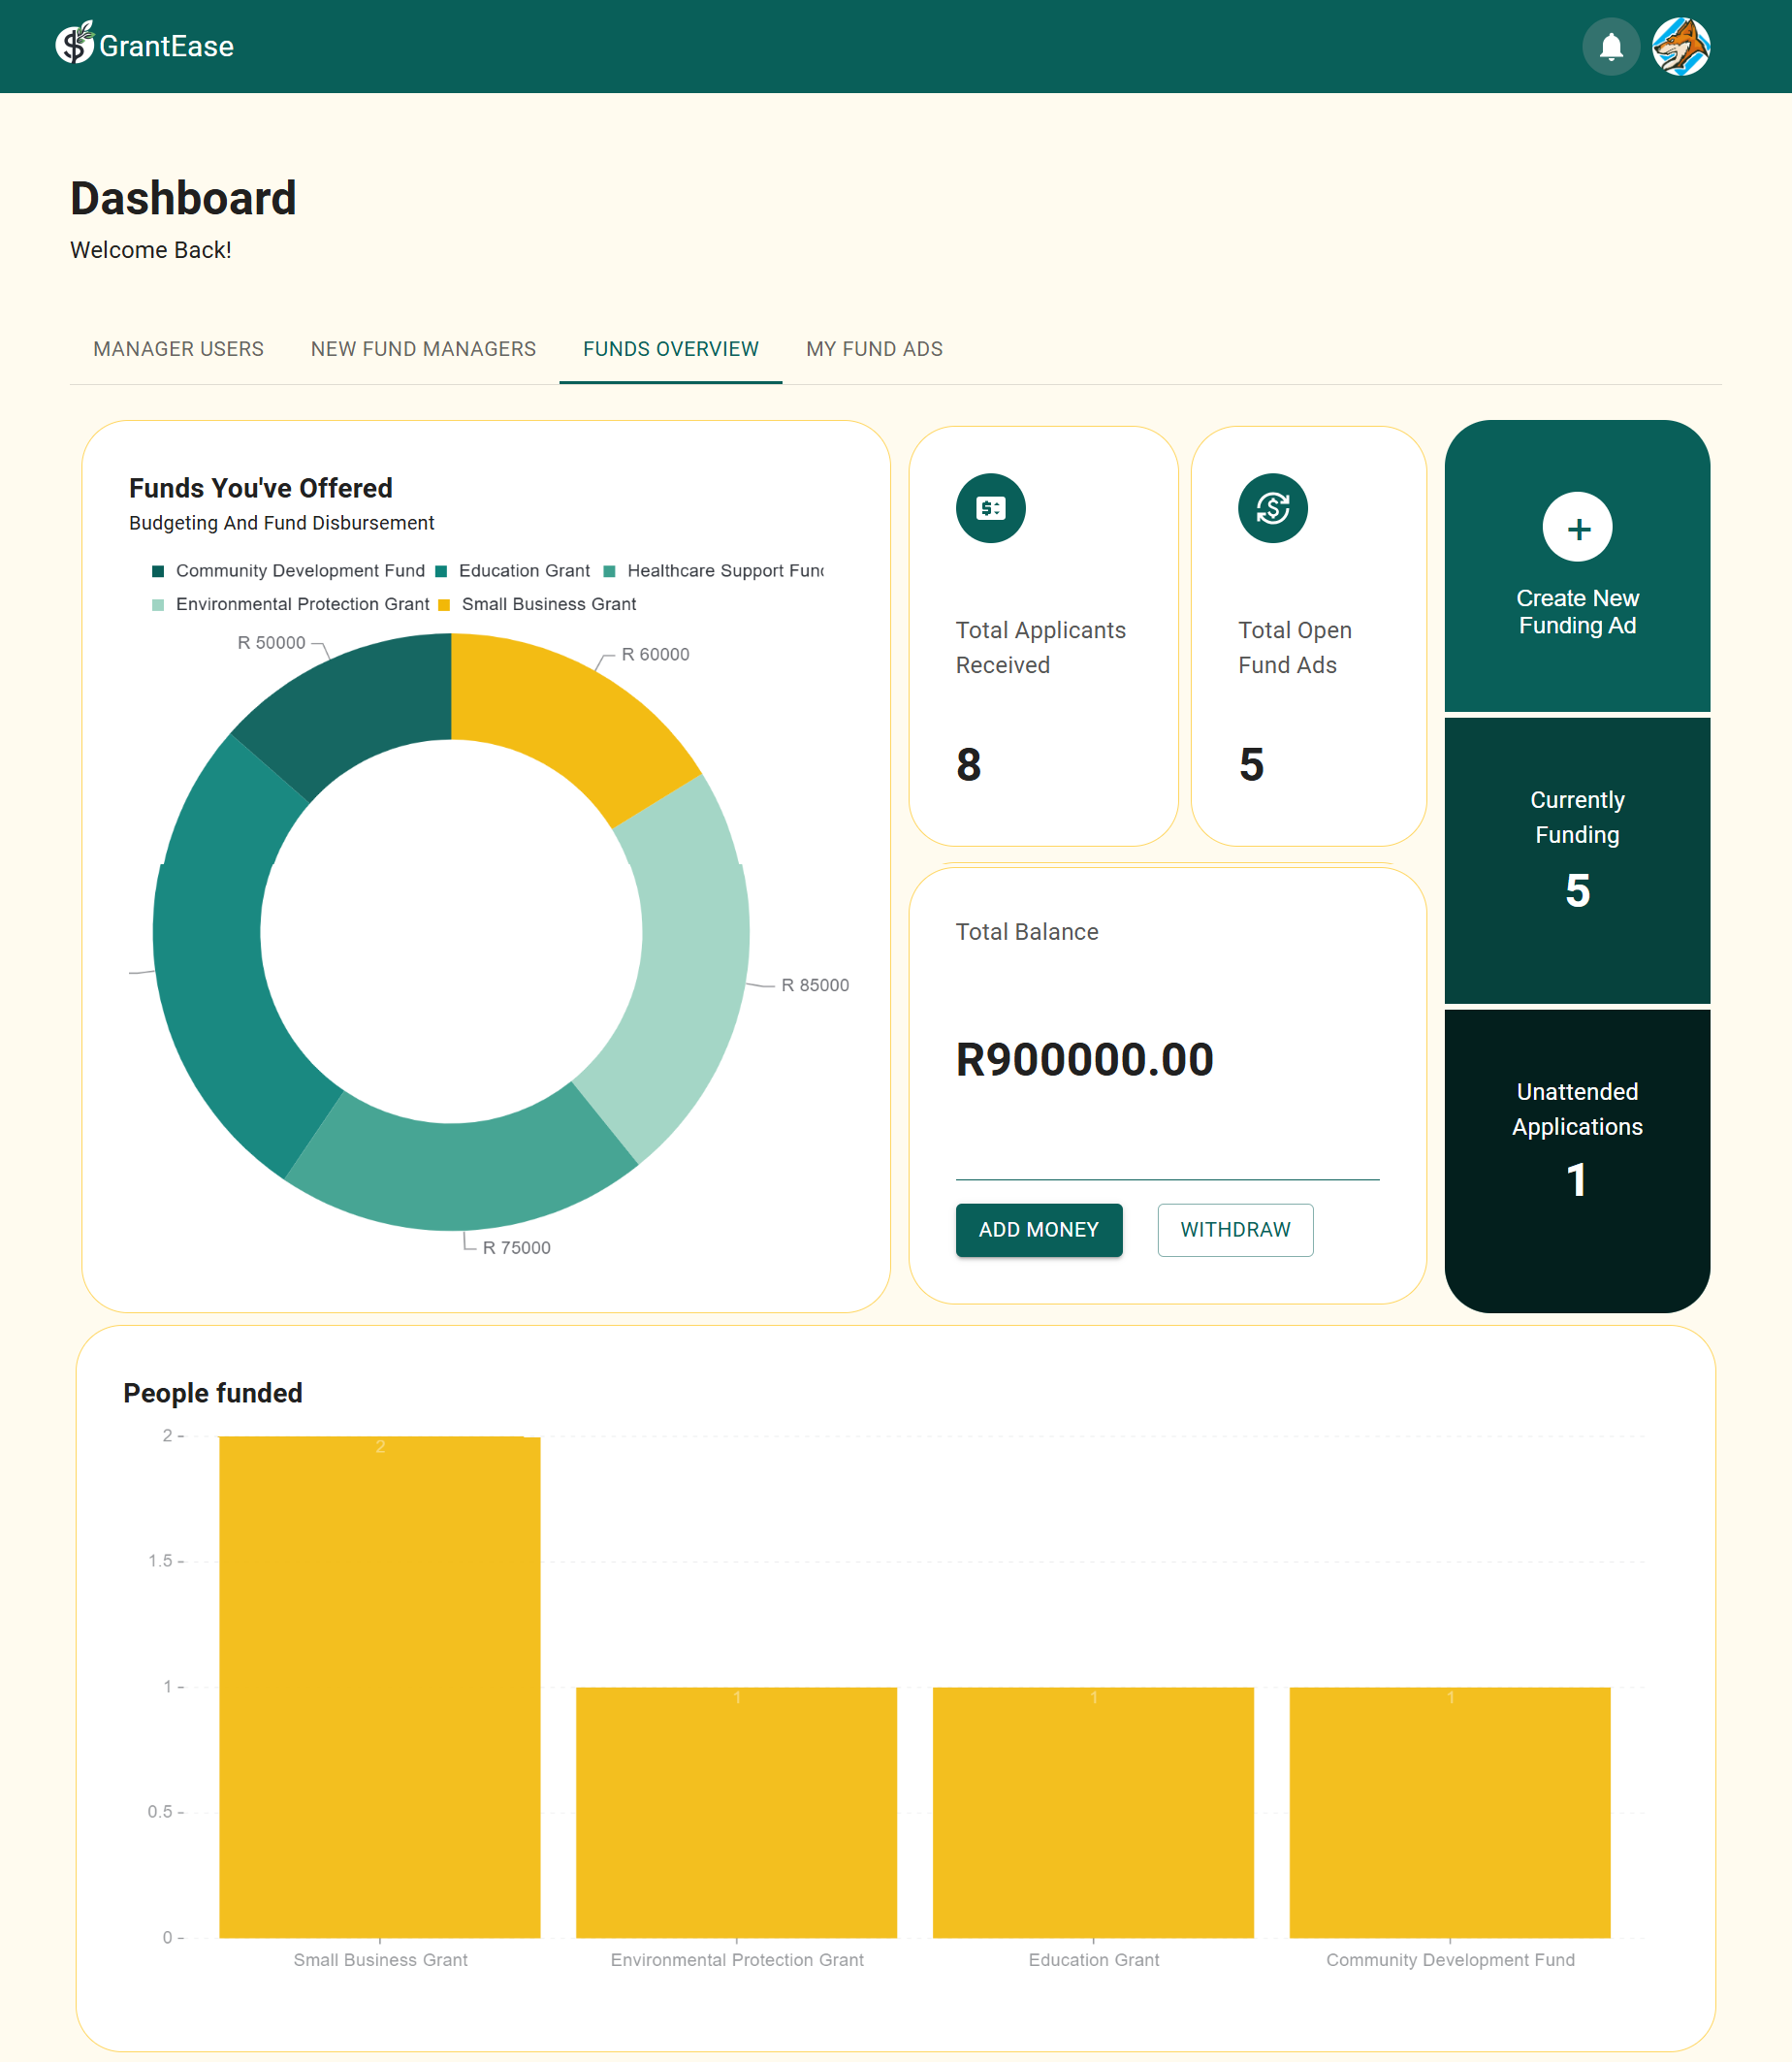 GrantEase
Dashboard
Welcome Back!
MANAGER USERS
NEW FUND MANAGERS
FUNDS OVERVIEW
MY FUND ADS
Funds You've Offered
Budgeting And Fund Disbursement
Community Development Fund
Education Grant
Healthcare Support Fun
Environmental Protection Grant
Small Business Grant
R 50000
R 60000
R 85000
R 75000
Total Applicants
Received
8
Total Open
Fund Ads
5
Total Balance
R900000.00
ADD MONEY
WITHDRAW
Create New
Funding Ad
Currently
Funding
5
Unattended
Applications
1
People funded
2
1.5
1
0.5
0
2
1
1
1
Small Business Grant
Environmental Protection Grant
Education Grant
Community Development Fund